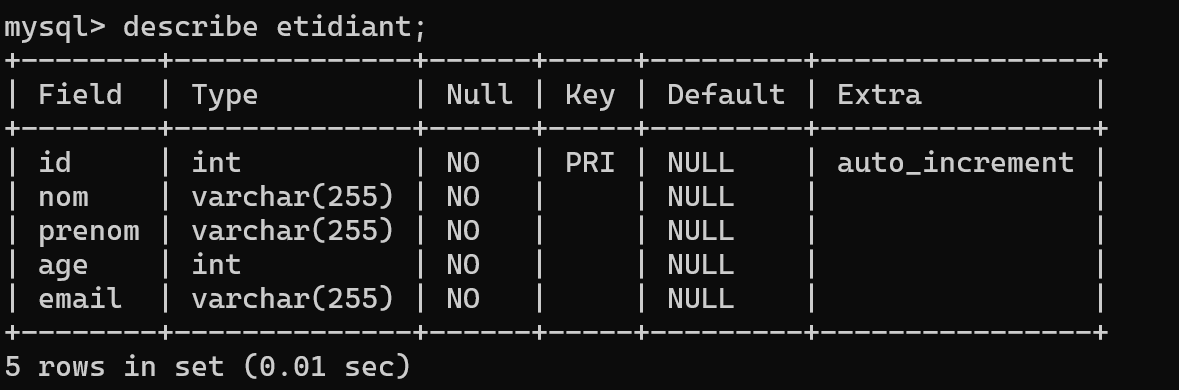 mysql> describe etidiant;
+--------+--------------+------+-----+---------+----------------+
| Field  | Type         | Null | Key | Default | Extra          |
+--------+--------------+------+-----+---------+----------------+
| id     | int          | NO   | PRI | NULL    | auto_increment |
| nom    | varchar(255) | NO   |     | NULL    |                |
| prenom | varchar(255) | NO   |     | NULL    |                |
| age    | int          | NO   |     | NULL    |                |
| email  | varchar(255) | NO   |     | NULL    |                |
+--------+--------------+------+-----+---------+----------------+
5 rows in set (0.01 sec)